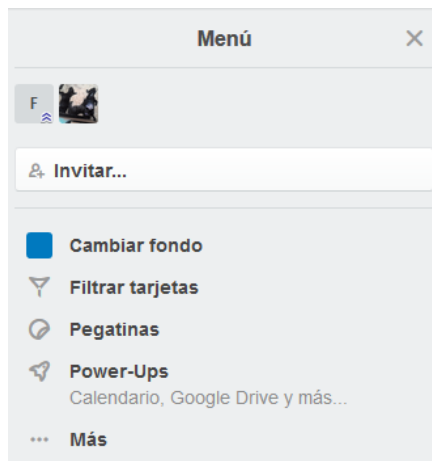 Menú
F
Invitar...
Cambiar fondo
Filtrar tarjetas
Pegatinas
Power-Ups
Calendario, Google Drive y más...
Más